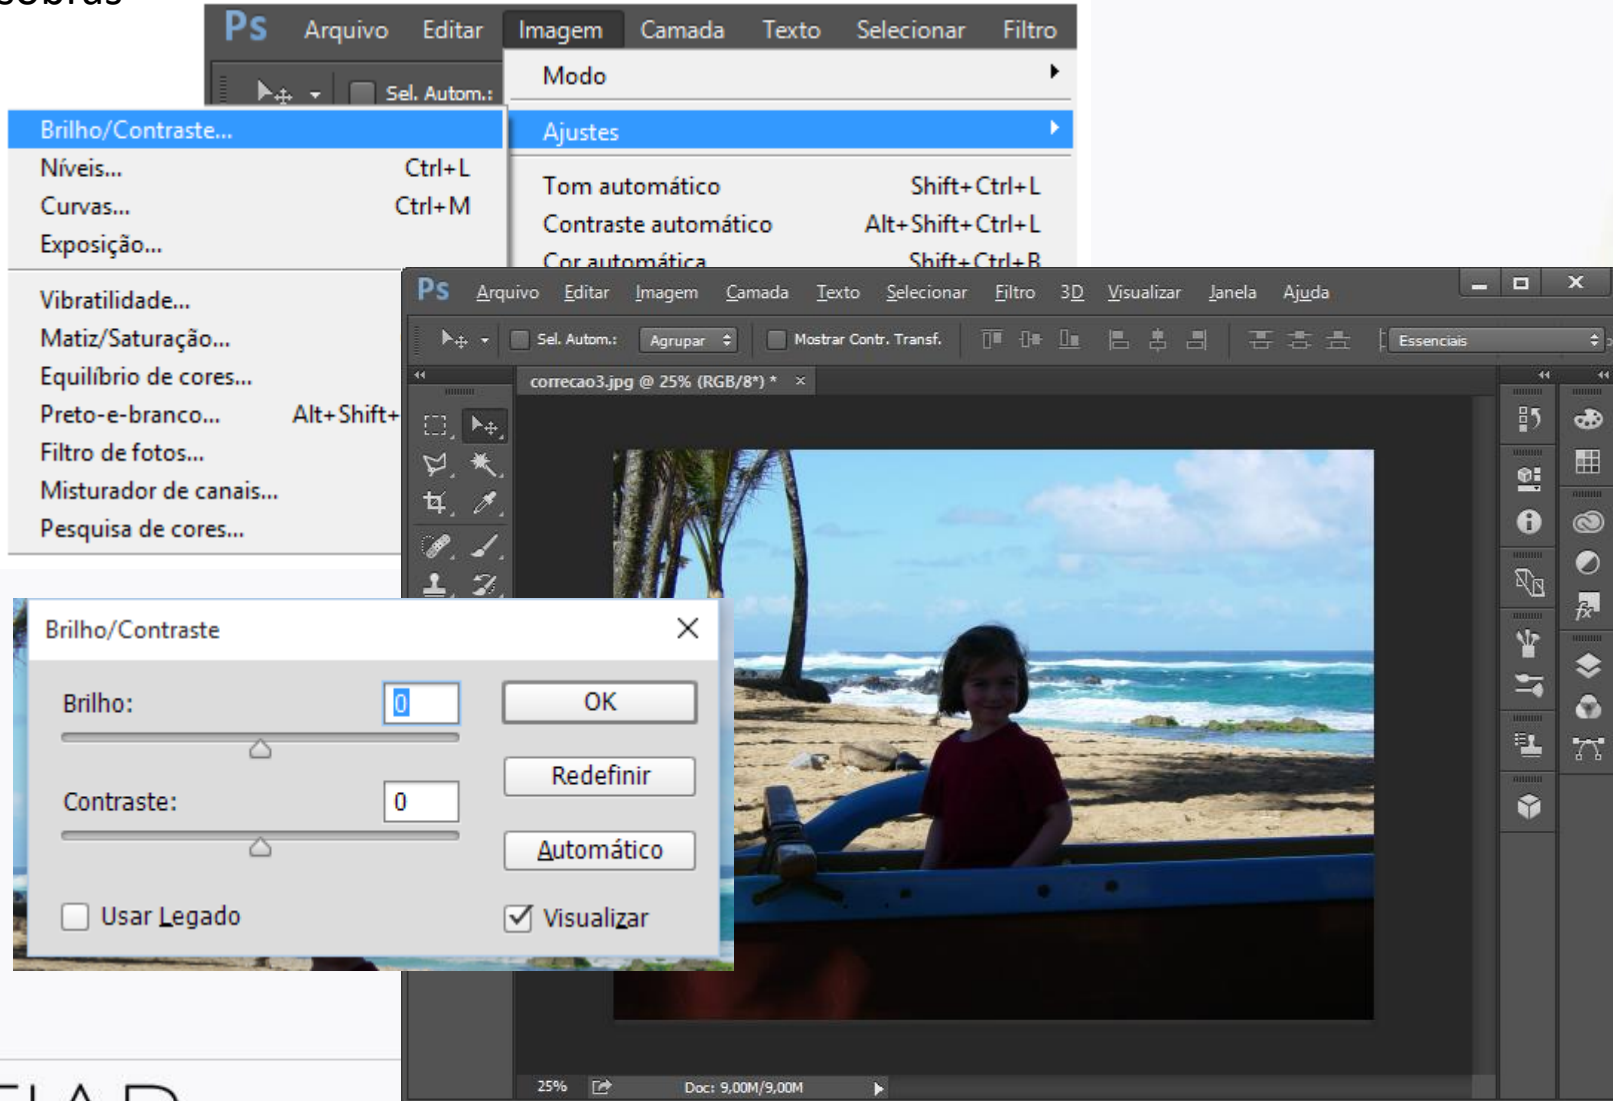 Ps Arquivo Editar Imagem Camada Texto Selecionar Filtro
Sel. Autom.:
Modo
Ajustes
Tom automático Shift+Ctrl+L
Contraste automático Alt+Shift+Ctrl+L
Cor automática Shift+Ctrl+B
Brilho/Contraste...
Níveis... Ctrl+L
Curvas... Ctrl+M
Exposição...
Vibratilidade...
Matiz/Saturação...
Equilíbrio de cores...
Preto-e-branco... Alt+Shift+
Filtro de fotos...
Misturador de canais...
Pesquisa de cores...
Ps Arquivo Editar Imagem Camada Texto Selecionar Filtro 3D Visualizar Janela Ajuda
Sel. Autom.: Agrupar Mostrar Contr. Transf. Essenciais
correcao3.jpg @ 25% (RGB/8*) * ×
Brilho/Contraste
Brilho: 0 OK
Redefinir
Contraste: 0
Automático
Usar Legado Visualizar
25% Doc: 9,00M/9,00M